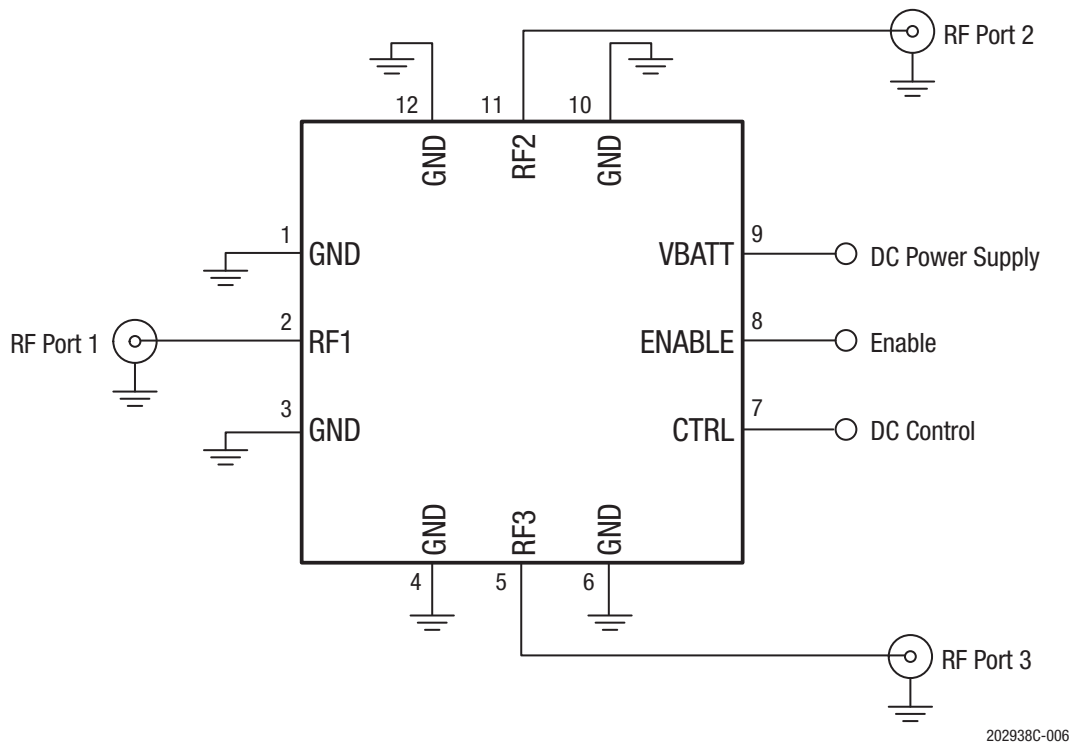 RF Port 2
12
11
10
GND
RF2
GND
1
GND
VBATT
9
DC Power Supply
RF Port 1
2
RF1
ENABLE
8
Enable
3
GND
CTRL
7
DC Control
GND
RF3
GND
4
5
6
RF Port 3
202938C-006